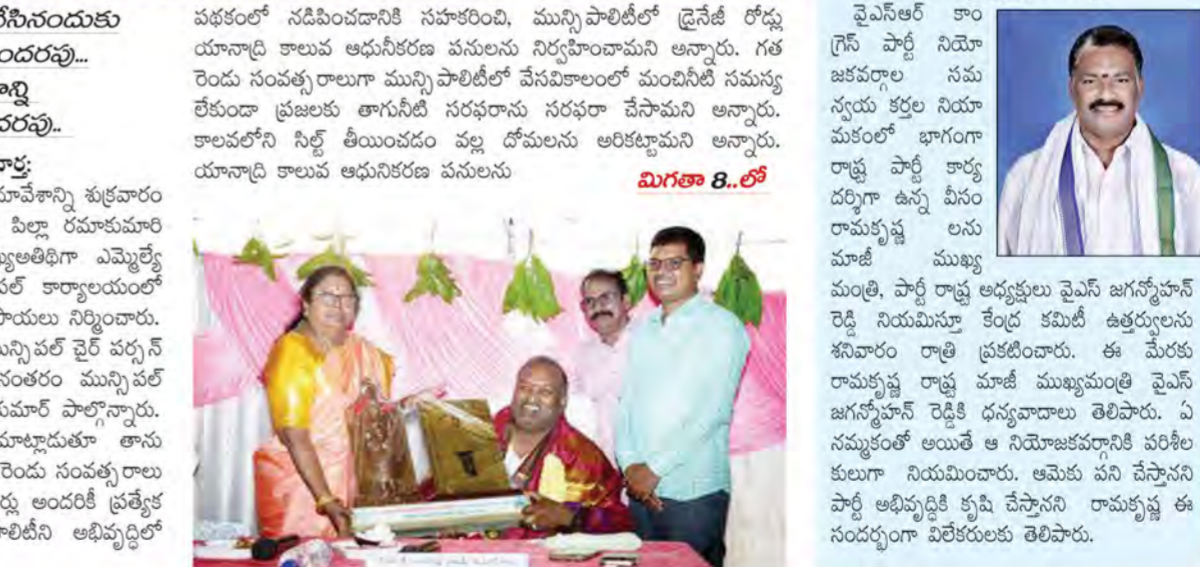 సినందుకు
ందరపు...
ాన్ని
దరపు..
ార్త:
మావేశాన్ని శుక్రవారం
పిల్లా రమాకుమారి
్యఅతిథిగా ఎమ్మెల్యే
పల్ కార్యాలయంలో
పాయలు నిర్మించారు.
మున్సిపల్ చైర్ పర్సన్
నంతరం మున్సిపల్
కుమార్ పాల్గొన్నారు.
మాట్లాడుతూ తాను
రెండు సంవత్సరాలు
ర్లు అందరికీ ప్రత్యేక
పాలిటీని అభివృద్ధిలో
పథకంలో నడిపించడానికి సహకరించి, మున్సిపాలిటీలో డ్రైనేజీ రోడ్లు
యానాద్రి కాలువ ఆధునీకరణ పనులను నిర్వహించామని అన్నారు. గత
రెండు సంవత్సరాలుగా మున్సిపాలిటీలో వేసవికాలంలో మంచినీటి సమస్య
లేకుండా ప్రజలకు తాగునీటి సరఫరాను సరఫరా చేసామని అన్నారు.
కాలవలోని సిల్ట్ తీయించడం వల్ల దోమలను అరికట్టామని అన్నారు.
యానాద్రి కాలువ ఆధునికరణ పనులను
మిగతా 8..లో
వైఎస్ఆర్ కాం
గ్రెస్ పార్టీ నియో
జకవర్గాల సమ
న్వయ కర్తల నియా
మకంలో భాగంగా
రాష్ట్ర పార్టీ కార్య
దర్శిగా ఉన్న వీసం
రామకృష్ణ లను
మాజీ ముఖ్య
మంత్రి, పార్టీ రాష్ట్ర అధ్యక్షులు వైఎస్ జగన్మోహన్
రెడ్డి నియమిస్తూ కేంద్ర కమిటీ ఉత్తర్వులను
శనివారం రాత్రి ప్రకటించారు. ఈ మేరకు
రామకృష్ణ రాష్ట్ర మాజీ ముఖ్యమంత్రి వైఎస్
జగన్మోహన్ రెడ్డికి ధన్యవాదాలు తెలిపారు. ఏ
నమ్మకంతో అయితే ఆ నియోజకవర్గానికి పరిశీల
కులుగా నియమించారు. ఆమెకు పని చేస్తానని
పార్టీ అభివృద్ధికి కృషి చేస్తానని రామకృష్ణ ఈ
సందర్భంగా విలేకరులకు తెలిపారు.